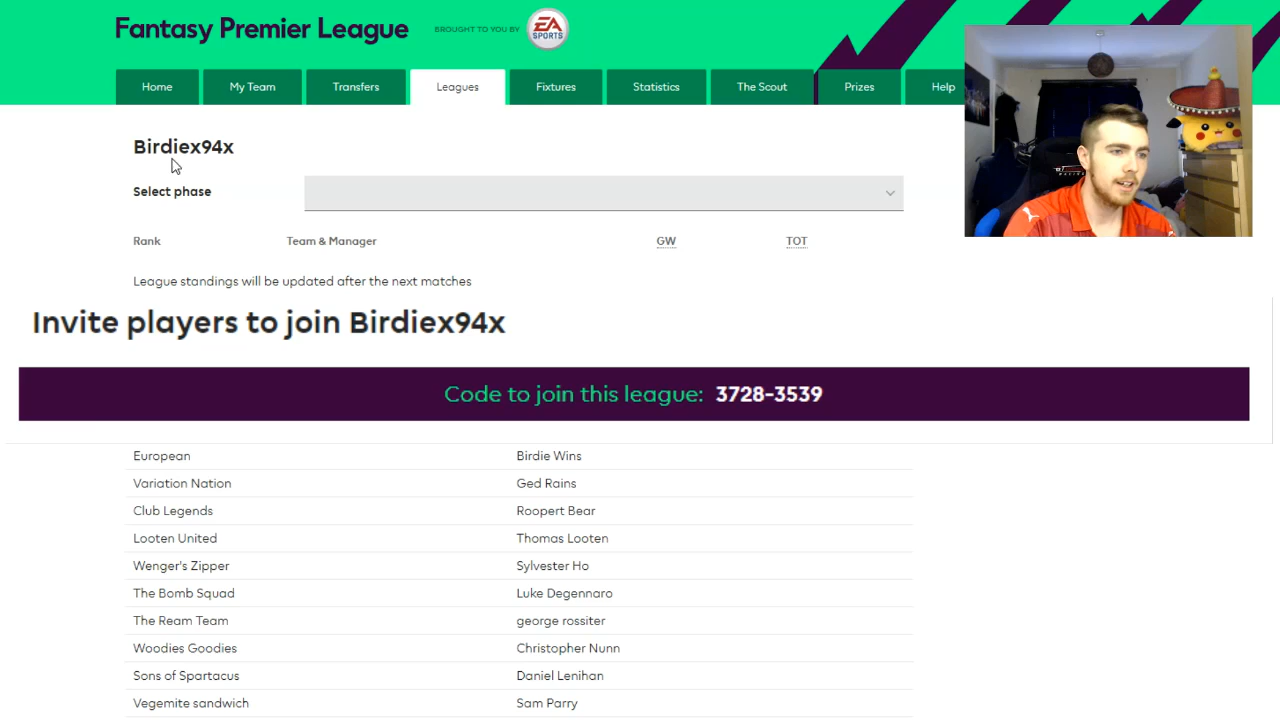 Fantasy Premier League
BROUGHT TO YOU BY
EA SPORTS
Home My Team Transfers Leagues Fixtures Statistics The Scout Prizes Help
Birdiex94x
Select phase
Rank Team & Manager GW TOT
League standings will be updated after the next matches
Invite players to join Birdiex94x
Code to join this league: 3728-3539
European Birdie Wins
Variation Nation Ged Rains
Club Legends Roopert Bear
Looten United Thomas Looten
Wenger's Zipper Sylvester Ho
The Bomb Squad Luke Degennaro
The Ream Team george rossiter
Woodies Goodies Christopher Nunn
Sons of Spartacus Daniel Lenihan
Vegemite sandwich Sam Parry